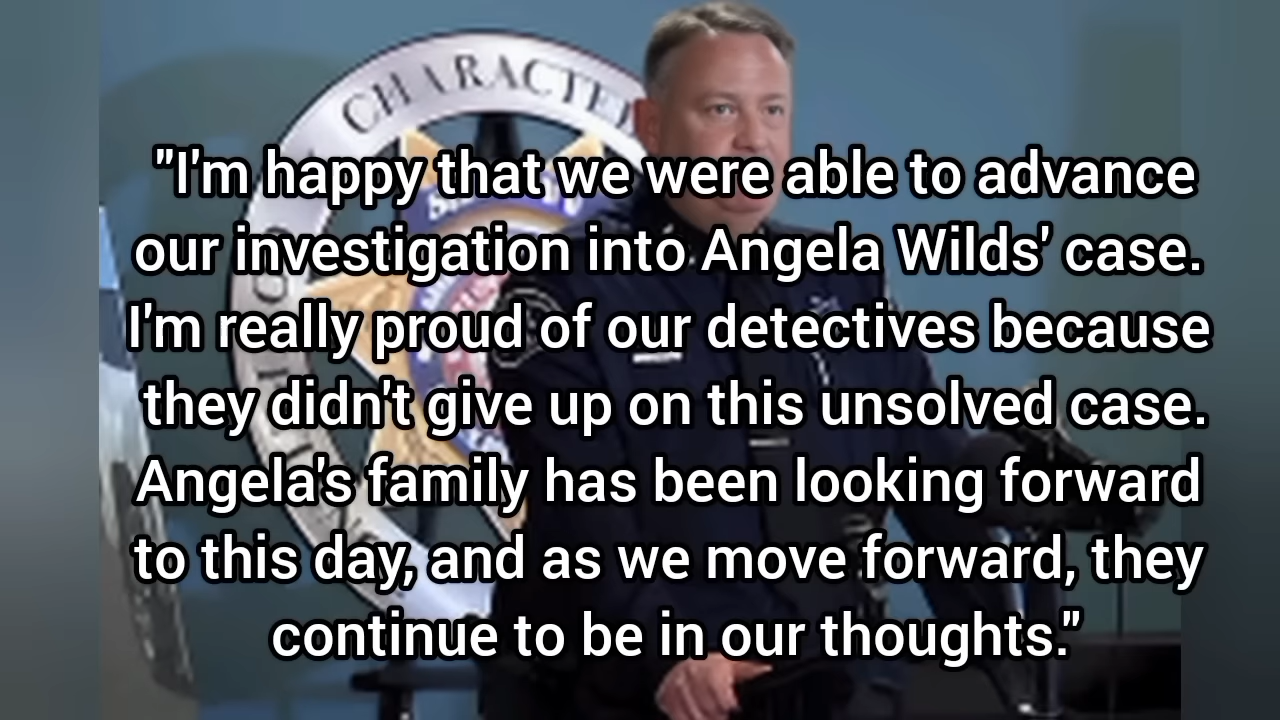 CHARACTE
"I'm happy that we were able to advance
our investigation into Angela Wilds' case.
I'm really proud of our detectives because
they didn't give up on this unsolved case.
Angela's family has been looking forward
to this day, and as we move forward, they
continue to be in our thoughts."